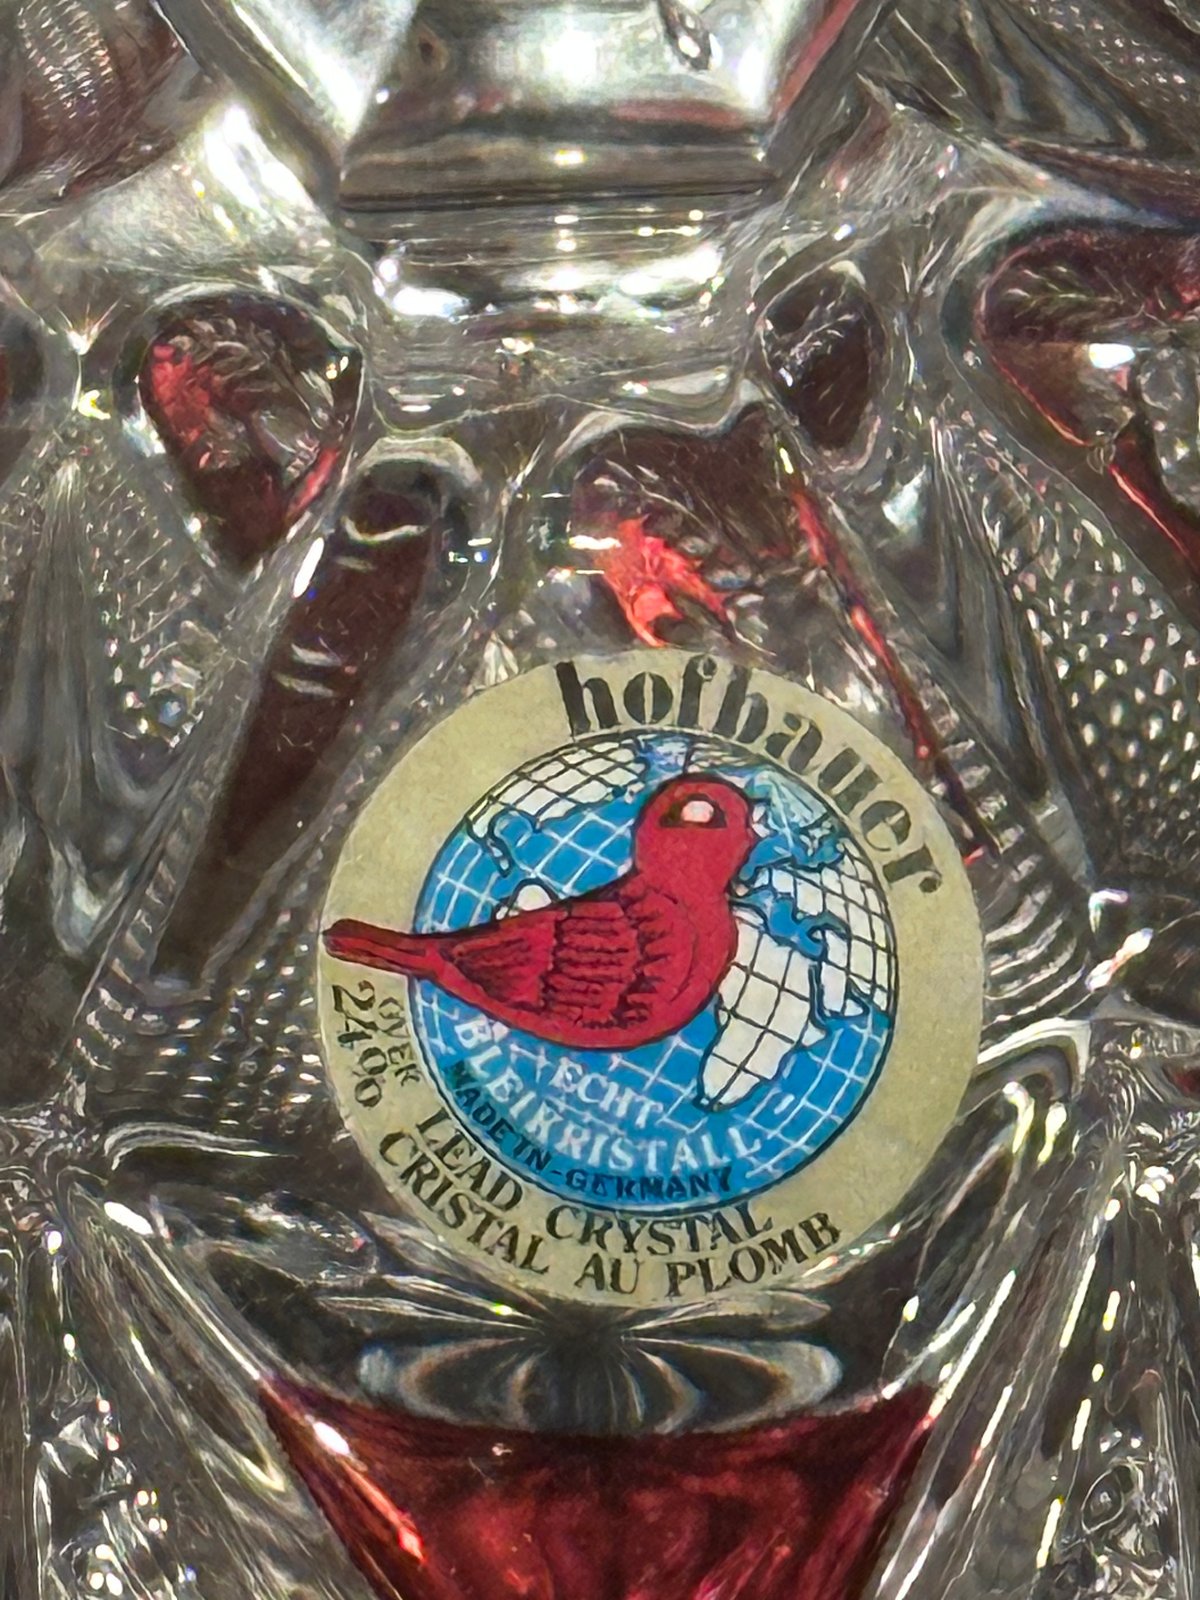 hofbauer
ECHT
BLEIKRISTALL
MADE IN-GERMANY
OVER
24% LEAD CRYSTAL
CRISTAL AU PLOMB